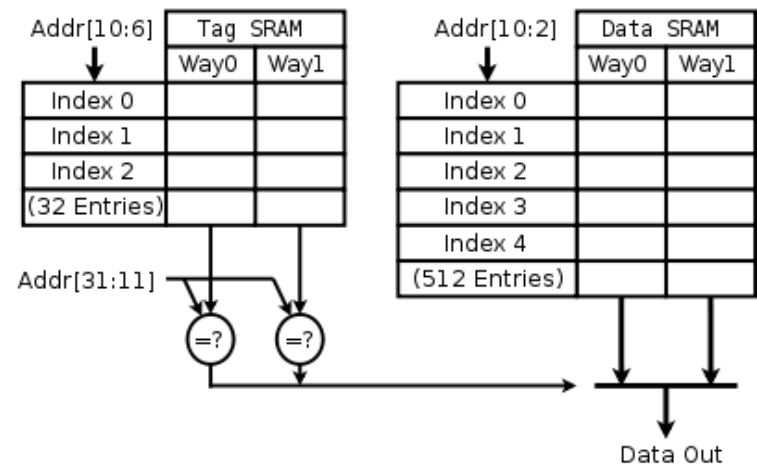 Addr[10:6]
Tag SRAM
Way0 Way1
Index 0
Index 1
Index 2
(32 Entries)
Addr[31:11]
=? =?
Addr[10:2]
Data SRAM
Way0 Way1
Index 0
Index 1
Index 2
Index 3
Index 4
(512 Entries)
Data Out